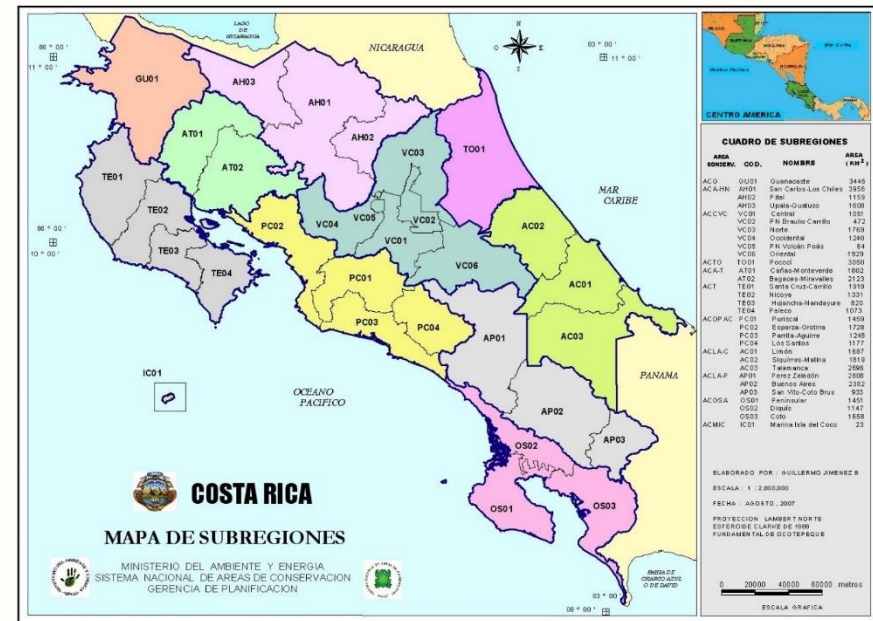 LAGO
DE
NICARAGUA
NICARAGUA
86 ° 00 '
11 ° 00 '
83 ° 00 '
11 ° 00 '
N
E
S
GU01
AH03
AH01
AH02
AT01
AT02
TO01
VC03
VC02
VC05
VC04
VC01
VC06
TE01
TE02
TE03
TE04
PC02
PC01
PC03
PC04
AC02
AC01
AC03
AP01
AP02
AP03
OS02
OS01
OS03
IC01
MAR
CARIBE
86 ° 00 '
10 ° 00 '
OCEANO
PACIFICO
PANAMA
83 ° 00 '
08 ° 00 '
COSTA RICA
MAPA DE SUBREGIONES
MINISTERIO DEL AMBIENTE Y ENERGIA
SISTEMA NACIONAL DE AREAS DE CONSERVACION
GERENCIA DE PLANIFICACION
Mar Caribe
CENTRO AMERICA
CUADRO DE SUBREGIONES
AREA CONSERV. COD. NOMBRE AREA (KM2)
ACG GU01 Guanacaste 3446
ACA-HN AH01 San Carlos-Los Chiles 3956
AH02 Pital 1159
AH03 Upala-Guatuso 1608
ACCVC VC01 Central 1051
VC02 PN Braulio Carrillo 472
VC03 Norte 1769
VC04 Occidental 1240
VC05 PN Volcán Poás 64
VC06 Oriental 1929
ACTO TO01 Pococí 3050
ACA-T AT01 Cañas-Monteverde 1802
AT02 Bagaces-Miravalles 2123
ACT TE01 Santa Cruz-Carrillo 1919
TE02 Nicoya 1331
TE03 Hojancha-Nandayure 820
TE04 Paleco 1073
ACOPAC PC01 Puriscal 1459
PC02 Esparza-Orotina 1728
PC03 Parrita-Aguirre 1248
PC04 Los Santos 1177
ACLA-C AC01 Limón 1687
AC02 Siquirres-Matina 1819
AC03 Talamanca 2696
ACLA-P AP01 Perez Zeledón 2808
AP02 Buenos Aires 2382
AP03 San Vito-Coto Brus 933
ACOSA OS01 Peninsular 1451
OS02 Diquís 1147
OS03 Coto 1658
ACMIC IC01 Marina Isla del Coco 23
ELABORADO POR : GUILLERMO JIMENEZ B
ESCALA : 1 : 2,000,000
FECHA : AGOSTO , 2007
PROYECCION LAMBERT NORTE
ESFEROIDE CLARKE DE 1866
FUNDAMENTAL DE OCOTEPEQUE
0 20000 40000 60000 metros
ESCALA GRAFICA